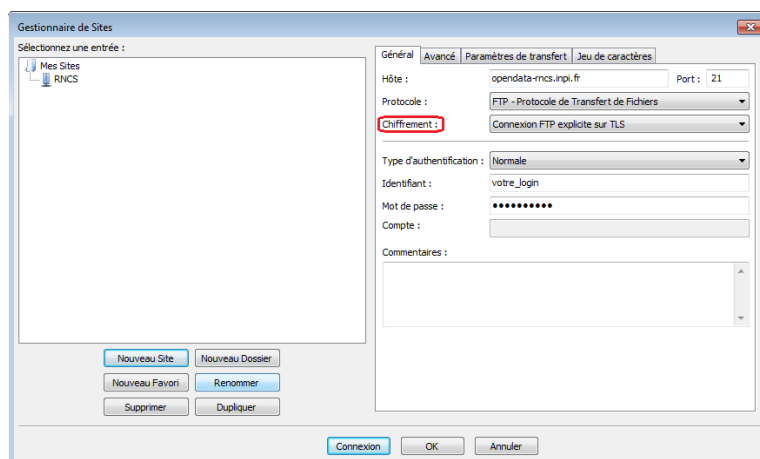 Gestionnaire de Sites
Sélectionnez une entrée :
Mes Sites
RNCS
Nouveau Site
Nouveau Dossier
Nouveau Favori
Renommer
Supprimer
Dupliquer
Général
Avancé
Paramètres de transfert
Jeu de caractères
Hôte :
opendata-rncs.inpi.fr
Port :
21
Protocole :
FTP - Protocole de Transfert de Fichiers
Chiffrement :
Connexion FTP explicite sur TLS
Type d'authentification :
Normale
Identifiant :
votre_login
Mot de passe :
●●●●●●●●●●
Compte :
Commentaires :
Connexion
OK
Annuler